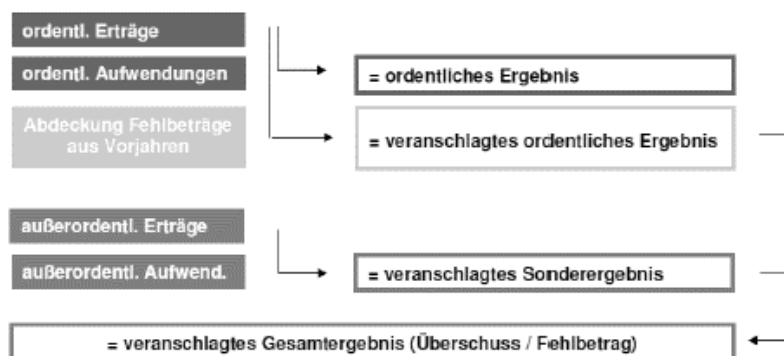 ordentl. Erträge
ordentl. Aufwendungen
= ordentliches Ergebnis
Abdeckung Fehlbeträge
aus Vorjahren
= veranschlagtes ordentliches Ergebnis
außerordentl. Erträge
außerordentl. Aufwend.
= veranschlagtes Sonderergebnis
= veranschlagtes Gesamtergebnis (Überschuss / Fehlbetrag)